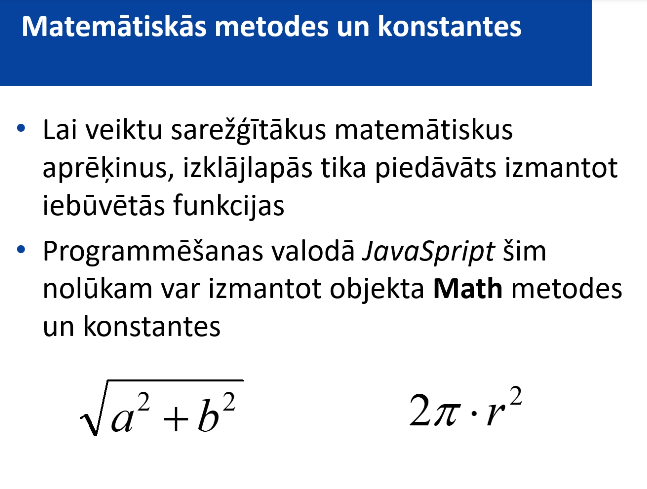 Matemātiskās metodes un konstantes
• Lai veiktu sarežģītākus matemātiskus
aprēķinus, izklājlapās tika piedāvāts izmantot
iebūvētās funkcijas
• Programmēšanas valodā JavaSpript šim
nolūkam var izmantot objekta Math metodes
un konstantes
√(a² + b²) 2π · r²